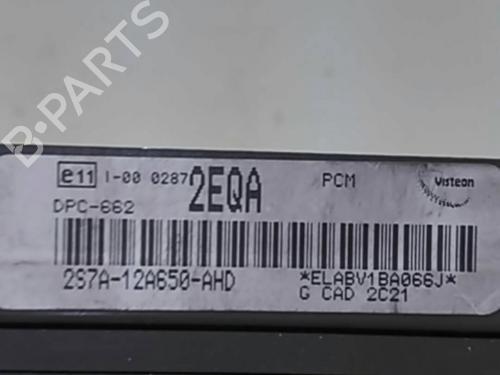 B-PARTS
e11 I-00 0287 2EQA PCM Visteon
DPC-662
2S7A-12A650-AHD *ELABV1BA066J*
G CAD 2C21